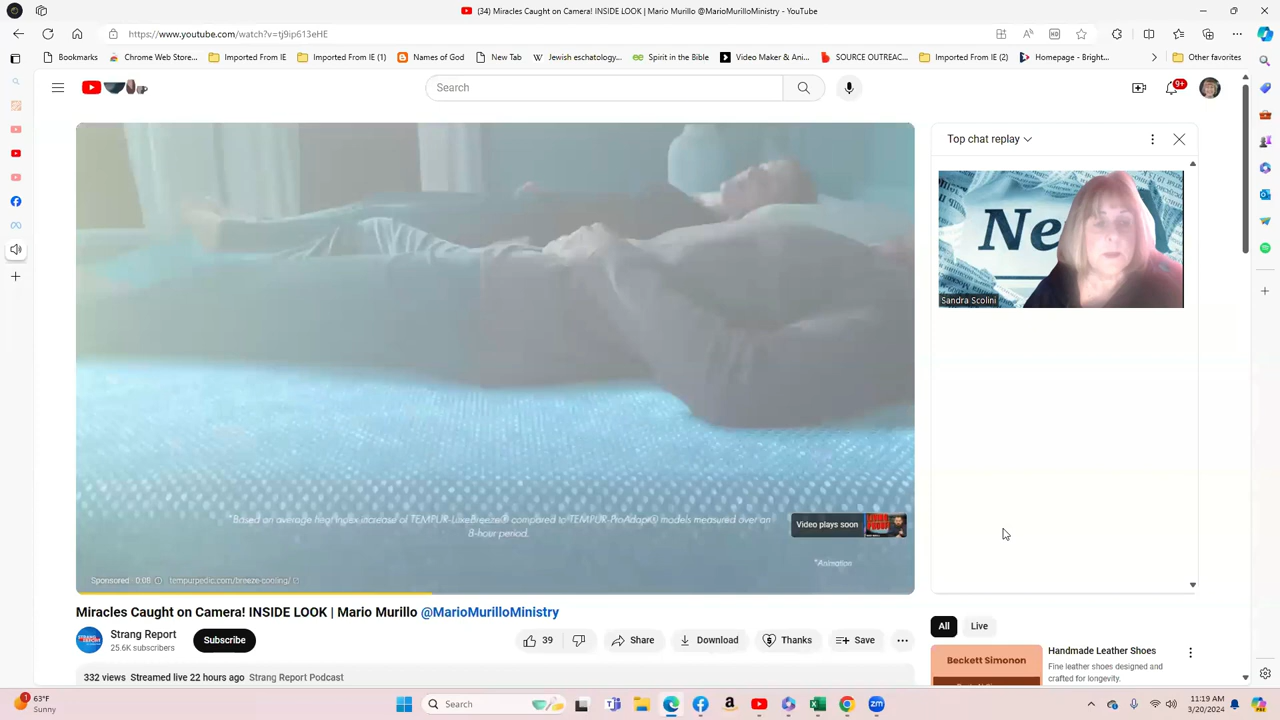 (34) Miracles Caught on Camera! INSIDE LOOK | Mario Murillo @MarioMurilloMinistry - YouTube
https://www.youtube.com/watch?v=tj9ip613eHE
Bookmarks Chrome Web Store... Imported From IE Imported From IE (1) Names of God New Tab Jewish eschatology... Spirit in the Bible Video Maker & Ani... SOURCE OUTREAC... Imported From IE (2) Homepage - Bright... Other favorites
Search
9+
Top chat replay
Ne
Sandra Scolini
*Based on average heat index increase of TEMPUR-LuxeBreeze® compared to TEMPUR-ProAdapt® models measured over an
8-hour period.
Video plays soon
*Animation
Sponsored · 0:08 tempurpedic.com/breeze-cooling/
Miracles Caught on Camera! INSIDE LOOK | Mario Murillo @MarioMurilloMinistry
Strang Report
25.6K subscribers
Subscribe
39
Share
Download
Thanks
Save
332 views Streamed live 22 hours ago Strang Report Podcast
All
Live
Beckett Simonon
Handmade Leather Shoes
Fine leather shoes designed and
crafted for longevity.
63°F
Sunny
Search
11:19 AM
3/20/2024